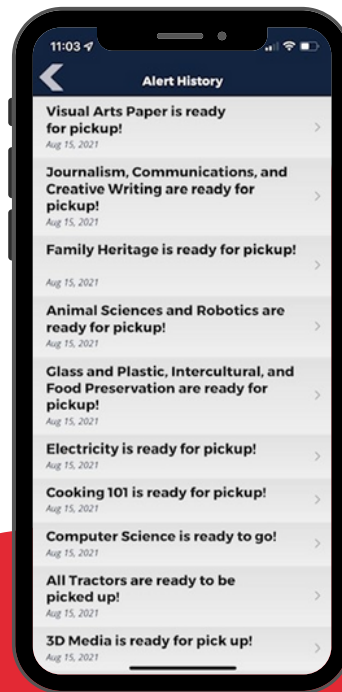 11:03
Alert History
Visual Arts Paper is ready
for pickup!
Aug 15, 2021
Journalism, Communications, and
Creative Writing are ready for
pickup!
Aug 15, 2021
Family Heritage is ready for pickup!
Aug 15, 2021
Animal Sciences and Robotics are
ready for pickup!
Aug 15, 2021
Glass and Plastic, Intercultural, and
Food Preservation are ready for
pickup!
Aug 15, 2021
Electricity is ready for pickup!
Aug 15, 2021
Cooking 101 is ready for pickup!
Aug 15, 2021
Computer Science is ready to go!
Aug 15, 2021
All Tractors are ready to be
picked up!
Aug 15, 2021
3D Media is ready for pick up!
Aug 15, 2021